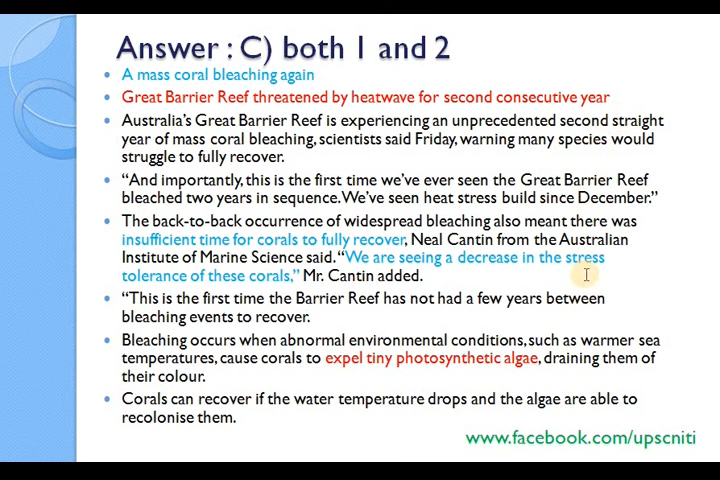 Answer : C) both 1 and 2
• A mass coral bleaching again
• Great Barrier Reef threatened by heatwave for second consecutive year
• Australia's Great Barrier Reef is experiencing an unprecedented second straight
year of mass coral bleaching, scientists said Friday, warning many species would
struggle to fully recover.
• "And importantly, this is the first time we've ever seen the Great Barrier Reef
bleached two years in sequence. We've seen heat stress build since December."
• The back-to-back occurrence of widespread bleaching also meant there was
insufficient time for corals to fully recover, Neal Cantin from the Australian
Institute of Marine Science said. "We are seeing a decrease in the stress
tolerance of these corals," Mr. Cantin added.
• "This is the first time the Barrier Reef has not had a few years between
bleaching events to recover.
• Bleaching occurs when abnormal environmental conditions, such as warmer sea
temperatures, cause corals to expel tiny photosynthetic algae, draining them of
their colour.
• Corals can recover if the water temperature drops and the algae are able to
recolonise them.
www.facebook.com/upscniti